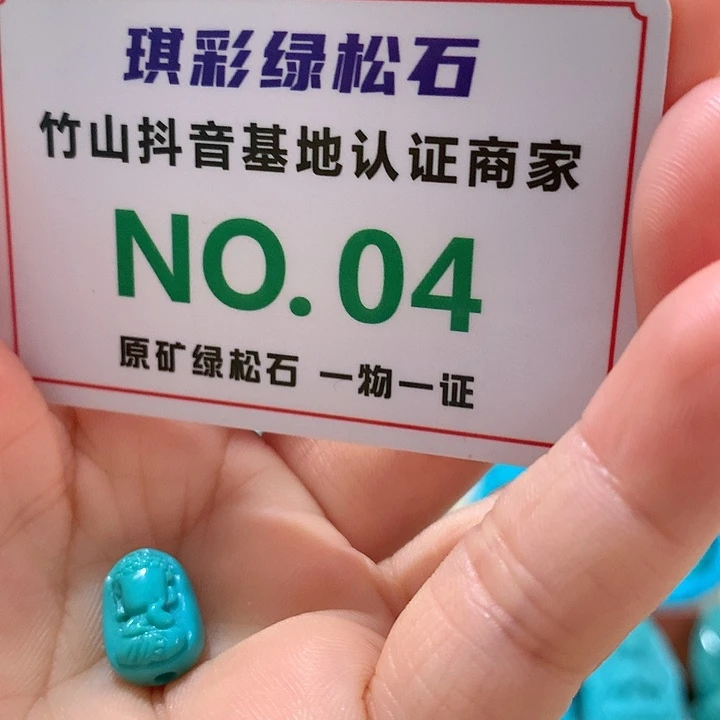 琪彩绿松石
竹山抖音基地认证商家
NO.04
原矿绿松石 一物一证